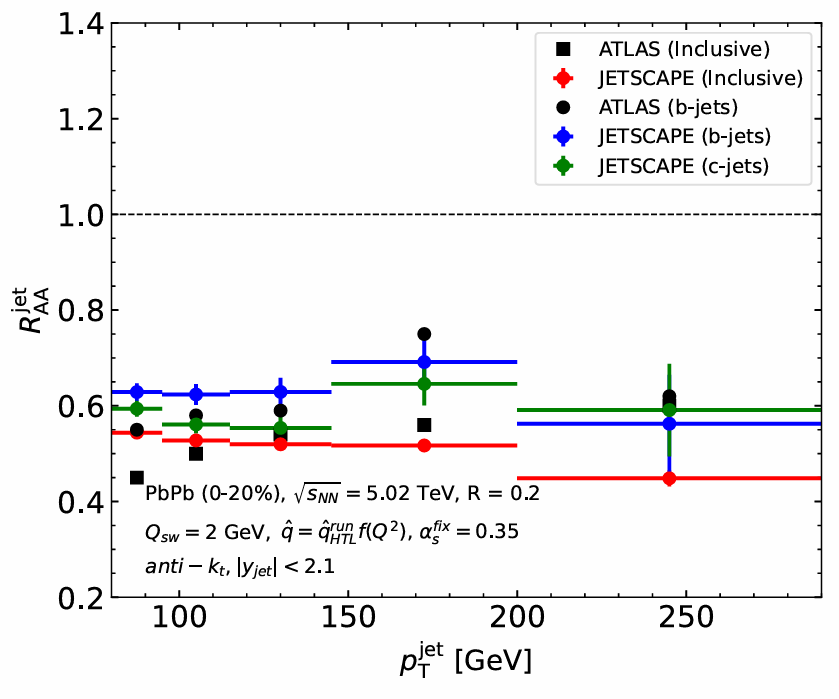 1.4
1.2
1.0
0.8
0.6
0.4
0.2
R_AA^jet
ATLAS (Inclusive)
JETSCAPE (Inclusive)
ATLAS (b-jets)
JETSCAPE (b-jets)
JETSCAPE (c-jets)
PbPb (0-20%), √s_NN = 5.02 TeV, R = 0.2
Q_sw = 2 GeV, q̂ = q̂_HTL^run f(Q²), α_s^fix = 0.35
anti − k_t, |y_jet| < 2.1
100 150 200 250
p_T^jet [GeV]